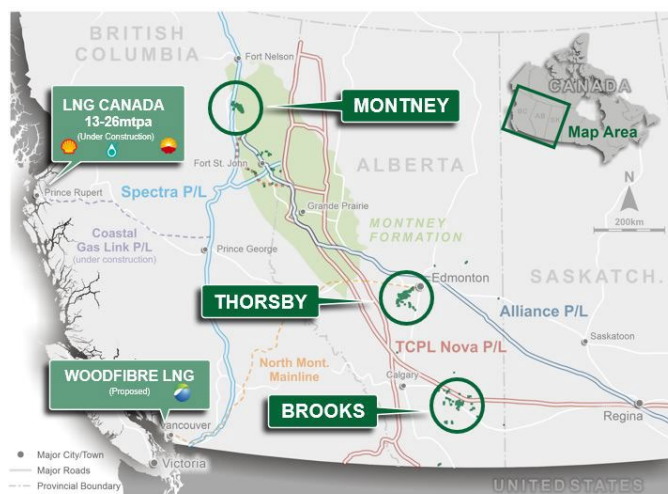 BRITISH
COLUMBIA
Fort Nelson
CANADA
BC
AB
SK
Map Area
LNG CANADA
13-26mtpa
(Under Construction)
MONTNEY
Fort St. John
ALBERTA
N
200km
Prince Rupert
Spectra P/L
Grande Prairie
MONTNEY
FORMATION
Coastal
Gas Link P/L
(under construction)
Prince George
SASKATCH.
Edmonton
THORSBY
Alliance P/L
Saskatoon
TCPL Nova P/L
North Mont.
Mainline
Calgary
WOODFIBRE LNG
(Proposed)
BROOKS
Regina
Vancouver
Victoria
Major City/Town
Major Roads
Provincial Boundary
UNITED STATES